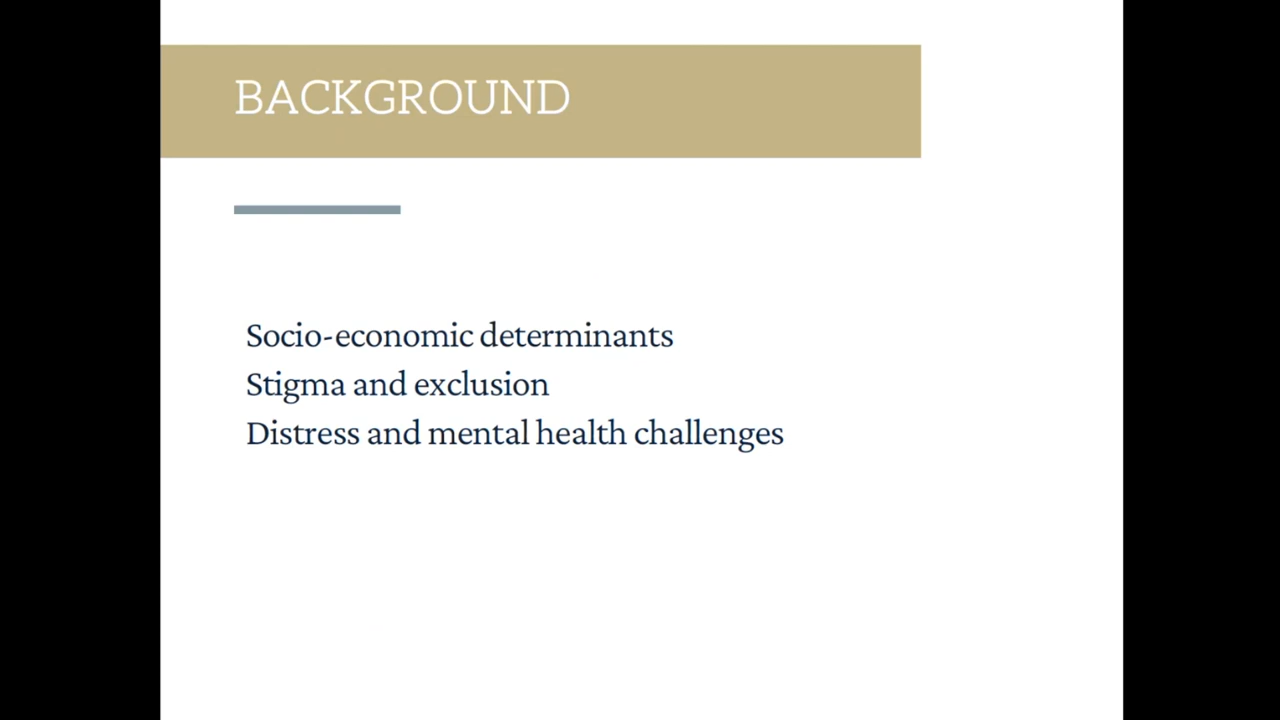 BACKGROUND
Socio-economic determinants
Stigma and exclusion
Distress and mental health challenges